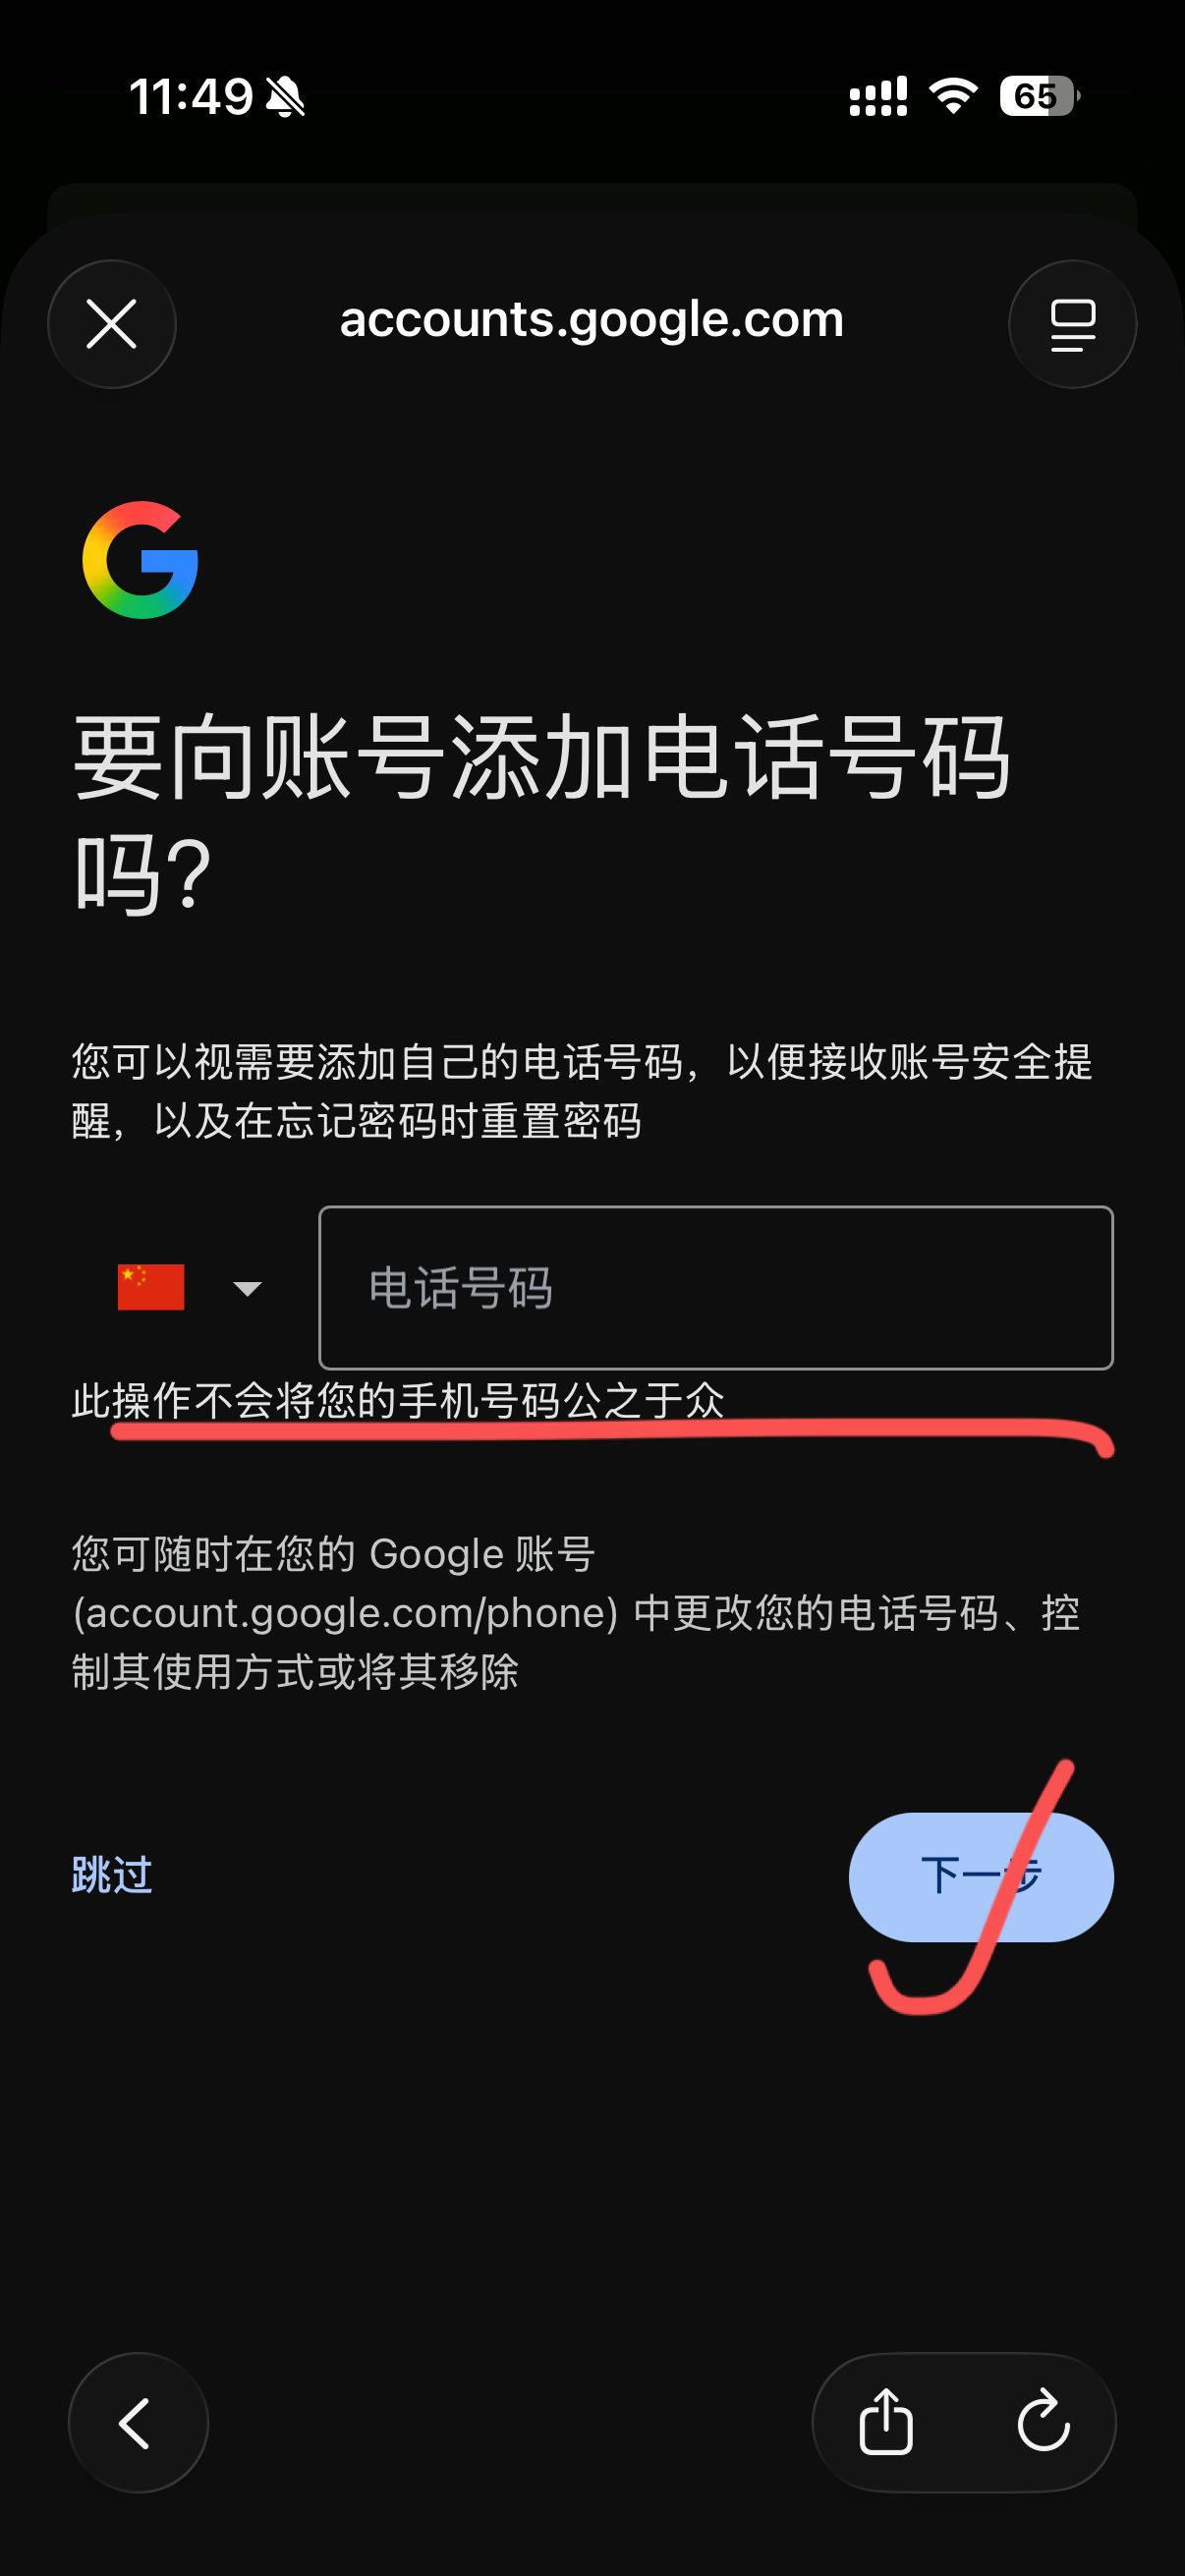 11:49
65
accounts.google.com
要向账号添加电话号码
吗?
您可以视需要添加自己的电话号码，以便接收账号安全提
醒，以及在忘记密码时重置密码
电话号码
此操作不会将您的手机号码公之于众
您可随时在您的 Google 账号
(account.google.com/phone) 中更改您的电话号码、控
制其使用方式或将其移除
跳过
下一步